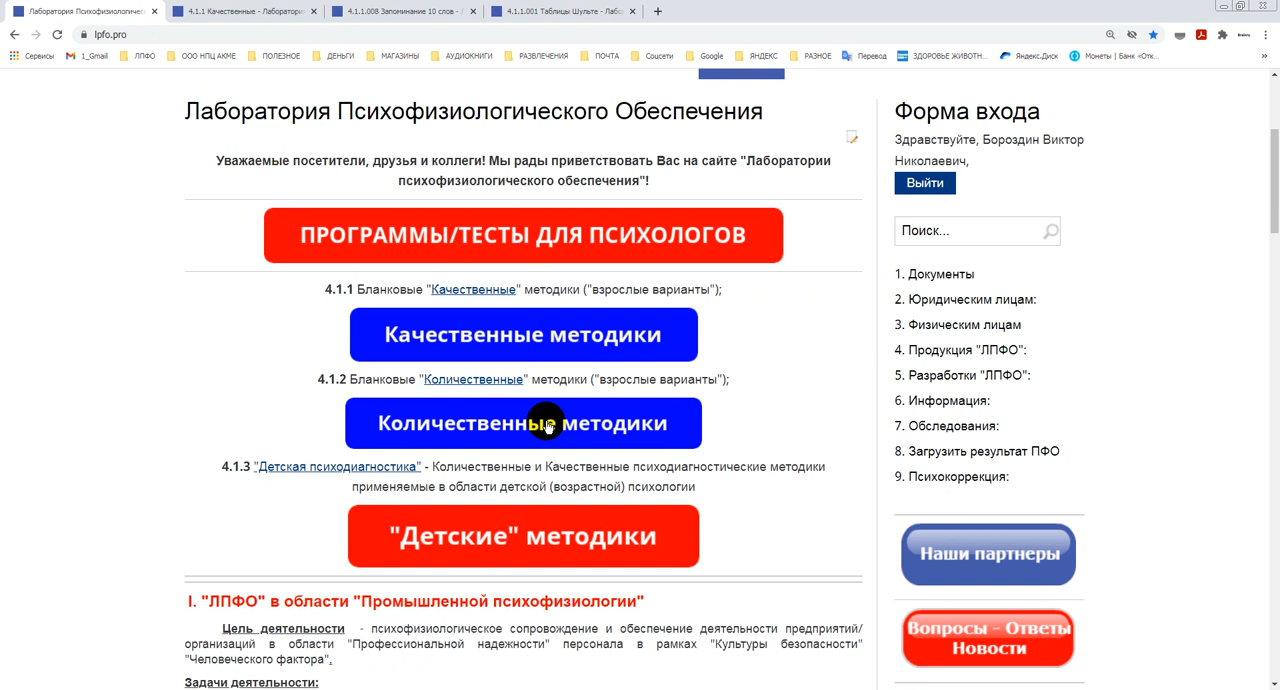 Лаборатория Психофизиологичес
4.1.1 Качественные - Лаборатори
4.1.1.008 Запоминание 10 слов - Л
4.1.1.001 Таблицы Шульте - Лабо
lpfo.pro
Сервисы
1_Gmail
ЛПФО
ООО НПЦ АКМЕ
ПОЛЕЗНОЕ
ДЕНЬГИ
МАГАЗИНЫ
АУДИОКНИГИ
РАЗВЛЕЧЕНИЯ
ПОЧТА
Соцсети
Google
ЯНДЕКС
РАЗНОЕ
Перевод
ЗДОРОВЬЕ ЖИВОТН...
Яндекс.Диск
Монеты | Банк «Отк...
Лаборатория Психофизиологического Обеспечения
Уважаемые посетители, друзья и коллеги! Мы рады приветствовать Вас на сайте "Лаборатории
психофизиологического обеспечения"!
ПРОГРАММЫ/ТЕСТЫ ДЛЯ ПСИХОЛОГОВ
4.1.1 Бланковые "Качественные" методики ("взрослые варианты");
Качественные методики
4.1.2 Бланковые "Количественные" методики ("взрослые варианты");
Количественные методики
4.1.3 "Детская психодиагностика" - Количественные и Качественные психодиагностические методики
применяемые в области детской (возрастной) психологии
"Детские" методики
I. "ЛПФО" в области "Промышленной психофизиологии"
Цель деятельности - психофизиологическое сопровождение и обеспечение деятельности предприятий/
организаций в области "Профессиональной надежности" персонала в рамках "Культуры безопасности"
"Человеческого фактора".
Задачи деятельности:
Форма входа
Здравствуйте, Бороздин Виктор
Николаевич,
Выйти
Поиск...
1. Документы
2. Юридическим лицам:
3. Физическим лицам
4. Продукция "ЛПФО":
5. Разработки "ЛПФО":
6. Информация:
7. Обследования:
8. Загрузить результат ПФО
9. Психокоррекция:
Наши партнеры
Вопросы - Ответы
Новости